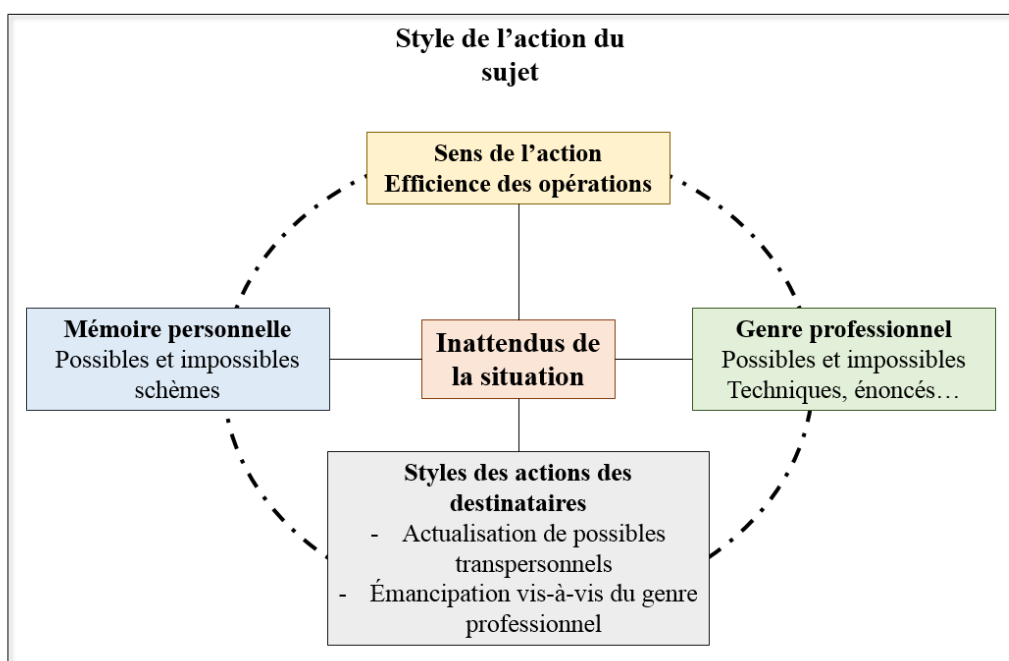 Style de l’action du
sujet
Sens de l’action
Efficience des opérations
Mémoire personnelle
Possibles et impossibles
schèmes
Inattendus de
la situation
Genre professionnel
Possibles et impossibles
Techniques, énoncés…
Styles des actions des
destinataires
- Actualisation de possibles
transpersonnels
- Émancipation vis-à-vis du genre
professionnel